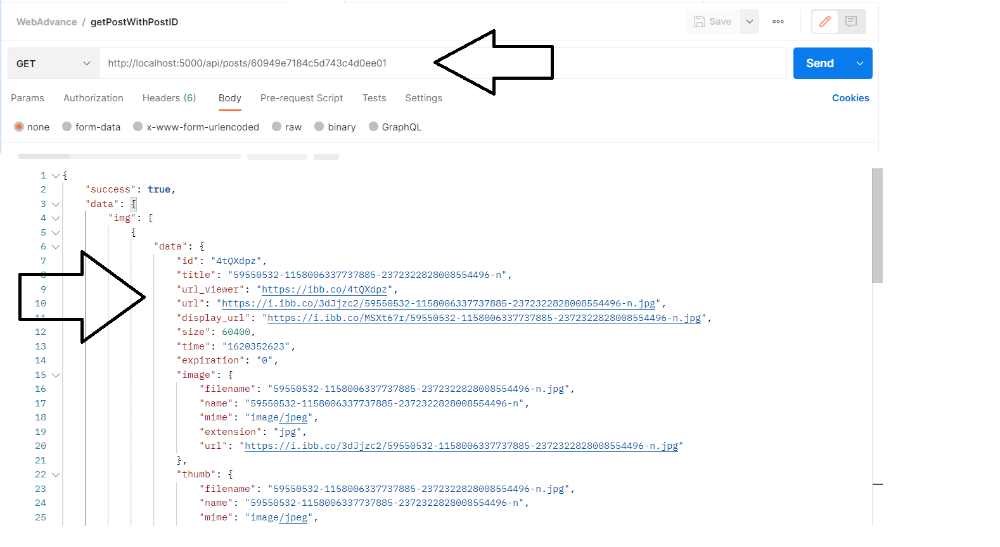 WebAdvance / getPostWithPostID
Save
GET http://localhost:5000/api/posts/60949e7184c5d743c4d0ee01 Send
Params Authorization Headers (6) Body Pre-request Script Tests Settings Cookies
none form-data x-www-form-urlencoded raw binary GraphQL
1 {
2 "success": true,
3 "data": {
4 "img": [
5 {
6 "data": {
7 "id": "4tQXdpz",
8 "title": "59550532-1158006337737885-2372322828008554496-n",
9 "url_viewer": "https://ibb.co/4tQXdpz",
10 "url": "https://i.ibb.co/3dJjzc2/59550532-1158006337737885-2372322828008554496-n.jpg",
11 "display_url": "https://i.ibb.co/MSXt67r/59550532-1158006337737885-2372322828008554496-n.jpg",
12 "size": 60400,
13 "time": "1620352623",
14 "expiration": "0",
15 "image": {
16 "filename": "59550532-1158006337737885-2372322828008554496-n.jpg",
17 "name": "59550532-1158006337737885-2372322828008554496-n",
18 "mime": "image/jpeg",
19 "extension": "jpg",
20 "url": "https://i.ibb.co/3dJjzc2/59550532-1158006337737885-2372322828008554496-n.jpg"
21 },
22 "thumb": {
23 "filename": "59550532-1158006337737885-2372322828008554496-n.jpg",
24 "name": "59550532-1158006337737885-2372322828008554496-n",
25 "mime": "image/jpeg",